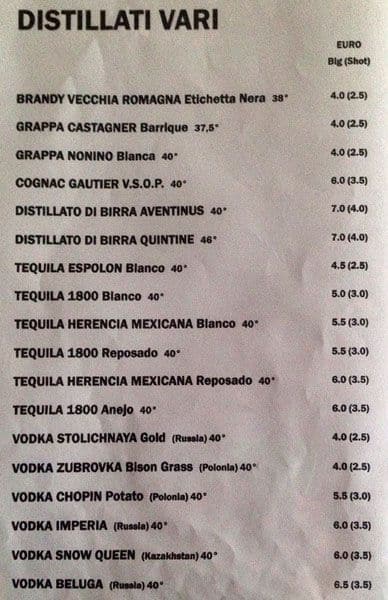 DISTILLATI VARI
EURO
Big (Shot)
BRANDY VECCHIA ROMAGNA Etichetta Nera 38° 4.0 (2.5)
GRAPPA CASTAGNER Barrique 37,5° 4.0 (2.5)
GRAPPA NONINO Bianca 40° 4.0 (2.5)
COGNAC GAUTIER V.S.O.P. 40° 6.0 (3.5)
DISTILLATO DI BIRRA AVENTINUS 40° 7.0 (4.0)
DISTILLATO DI BIRRA QUINTINE 46° 7.0 (4.0)
TEQUILA ESPOLON Blanco 40° 4.5 (2.5)
TEQUILA 1800 Blanco 40° 5.0 (3.0)
TEQUILA HERENCIA MEXICANA Blanco 40° 5.5 (3.0)
TEQUILA 1800 Reposado 40° 5.5 (3.0)
TEQUILA HERENCIA MEXICANA Reposado 40° 6.0 (3.5)
TEQUILA 1800 Anejo 40° 6.0 (3.5)
VODKA STOLICHNAYA Gold (Russia) 40° 4.0 (2.5)
VODKA ZUBROVKA Bison Grass (Polonia) 40° 4.0 (2.5)
VODKA CHOPIN Potato (Polonia) 40° 5.5 (3.0)
VODKA IMPERIA (Russia) 40° 6.0 (3.5)
VODKA SNOW QUEEN (Kazakhstan) 40° 6.0 (3.5)
VODKA BELUGA (Russia) 40° 6.5 (3.5)